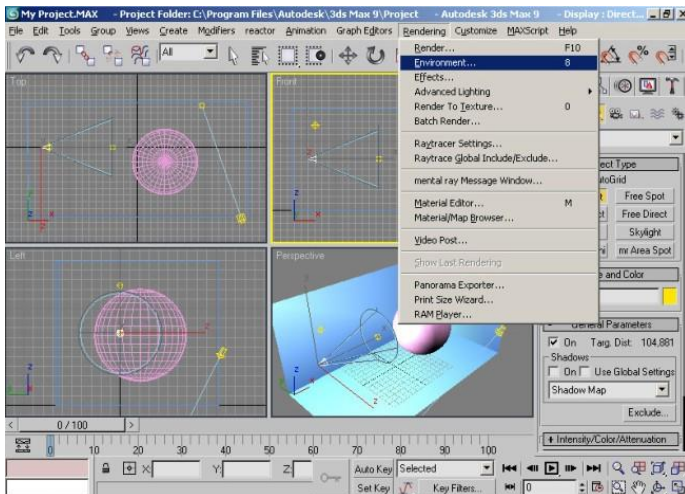 My Project.MAX - Project Folder: C:\Program Files\Autodesk\3ds Max 9\Project - Autodesk 3ds Max 9 - Display : Direct...
File Edit Tools Group Views Create Modifiers reactor Animation Graph Editors Rendering Customize MAXScript Help
All
Render... F10
Environment... 8
Effects...
Advanced Lighting
Render To Texture... 0
Batch Render...
Raytracer Settings...
Raytrace Global Include/Exclude...
mental ray Message Window...
Material Editor... M
Material/Map Browser...
Video Post...
Show Last Rendering
Panorama Exporter...
Print Size Wizard...
RAM Player...
Top
Front
Left
Perspective
Free Spot
Free Direct
Skylight
mr Area Spot
and Color
General Parameters
On Targ. Dist: 104,881
Shadows
On Use Global Settings
Shadow Map
Exclude...
+ Intensity/Color/Attenuation
0 / 100
0 10 20 30 40 50 60 70 80 90 100
X: Y: Z:
Auto Key Selected
Set Key Key Filters... 0